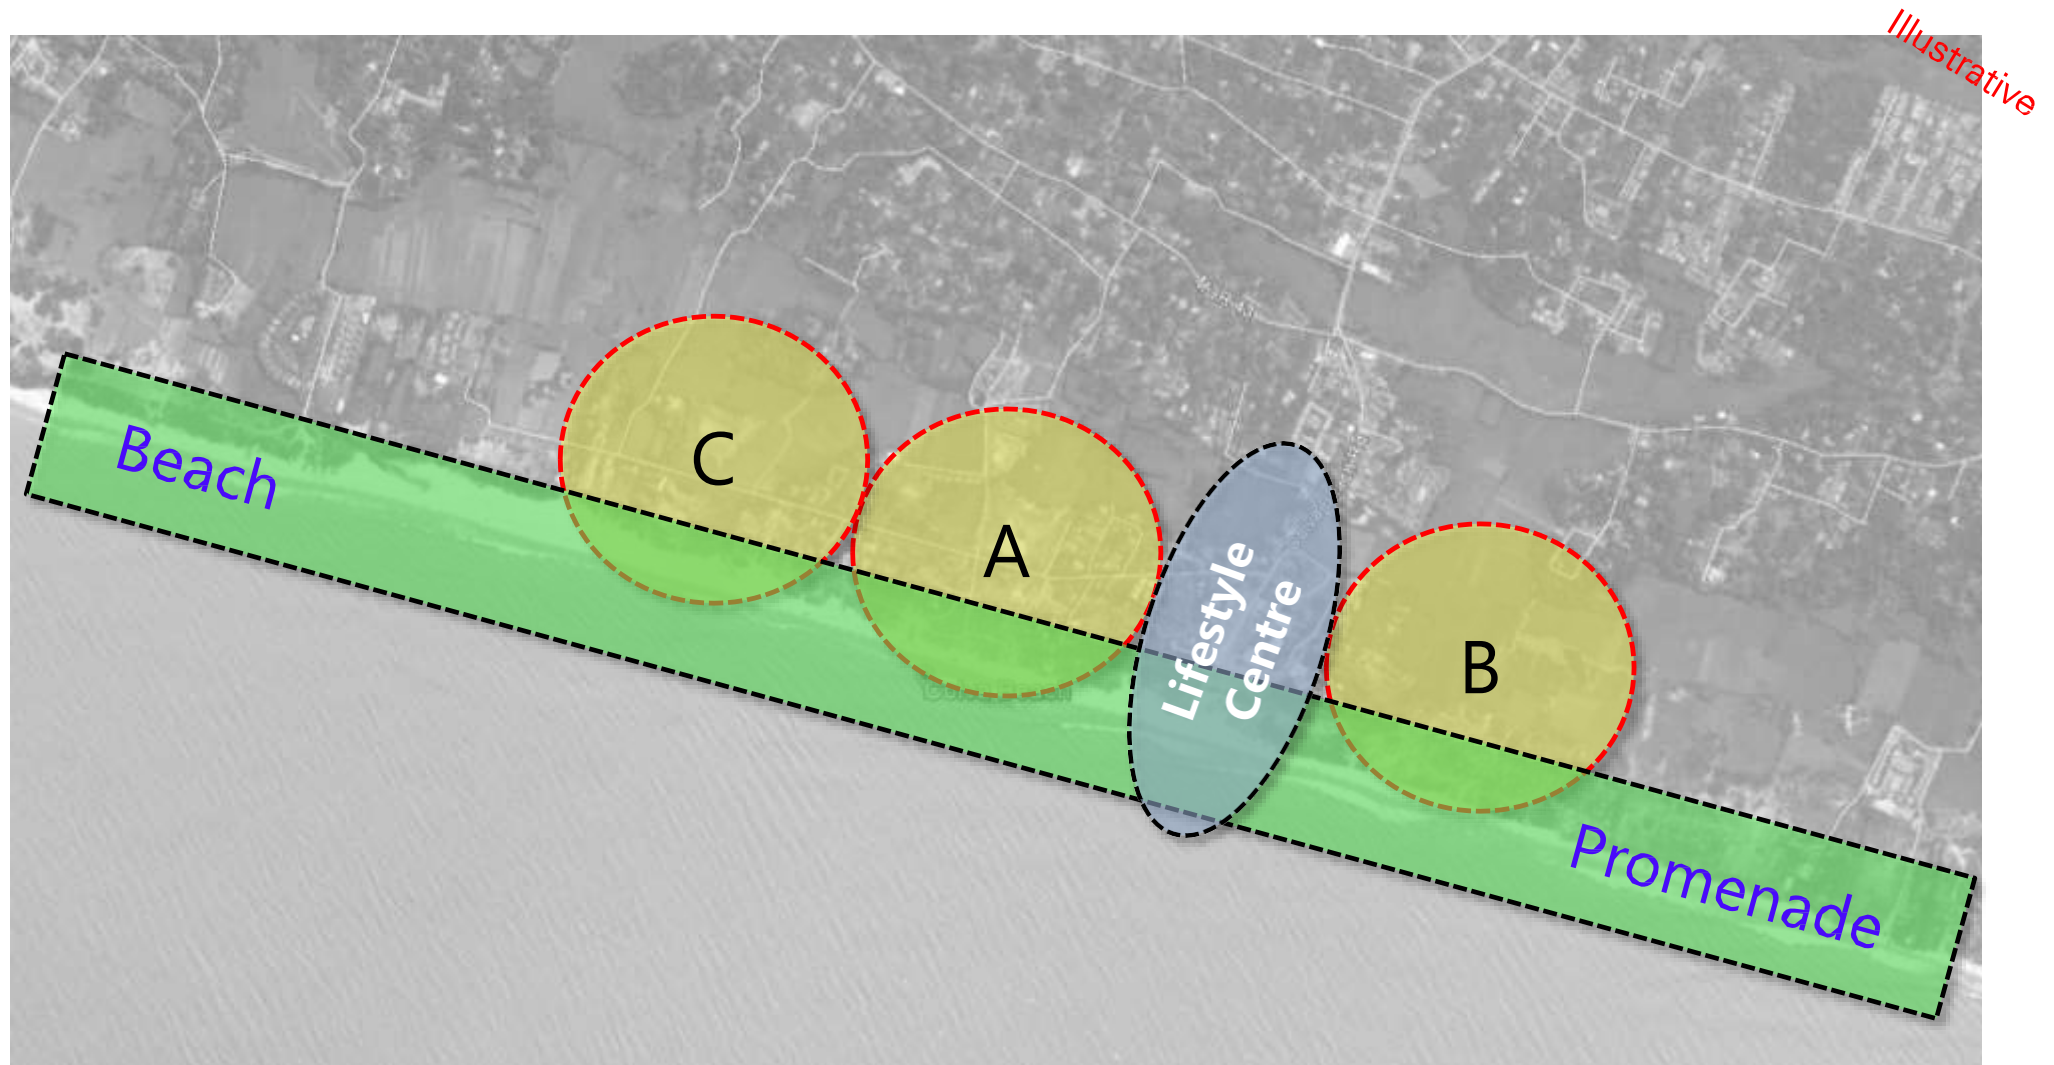 Illustrative
Beach
C
A
Lifestyle
Centre
B
Promenade